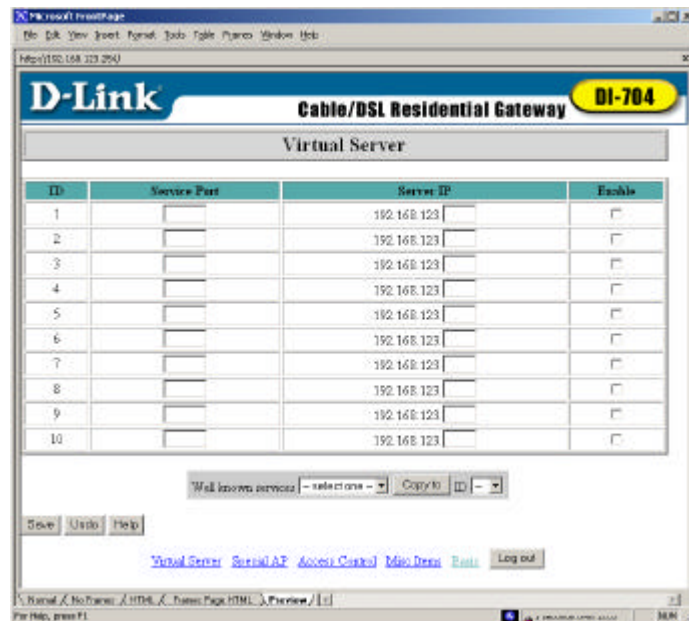 Microsoft FrontPage
File Edit View Insert Format Tools Table Frames Window Help
D-Link
Cable/DSL Residential Gateway
DI-704
Virtual Server
ID Service Port Server IP Enable
1 192.168.123.
2 192.168.123.
3 192.168.123.
4 192.168.123.
5 192.168.123.
6 192.168.123.
7 192.168.123.
8 192.168.123.
9 192.168.123.
10 192.168.123.
Well known services -- select one -- Copy to ID --
Save Undo Help
Virtual Server Special AP Access Control Misc Items Basic Log out
Normal No Frames HTML Frames Page HTML Preview
For Help, press F1 NUM